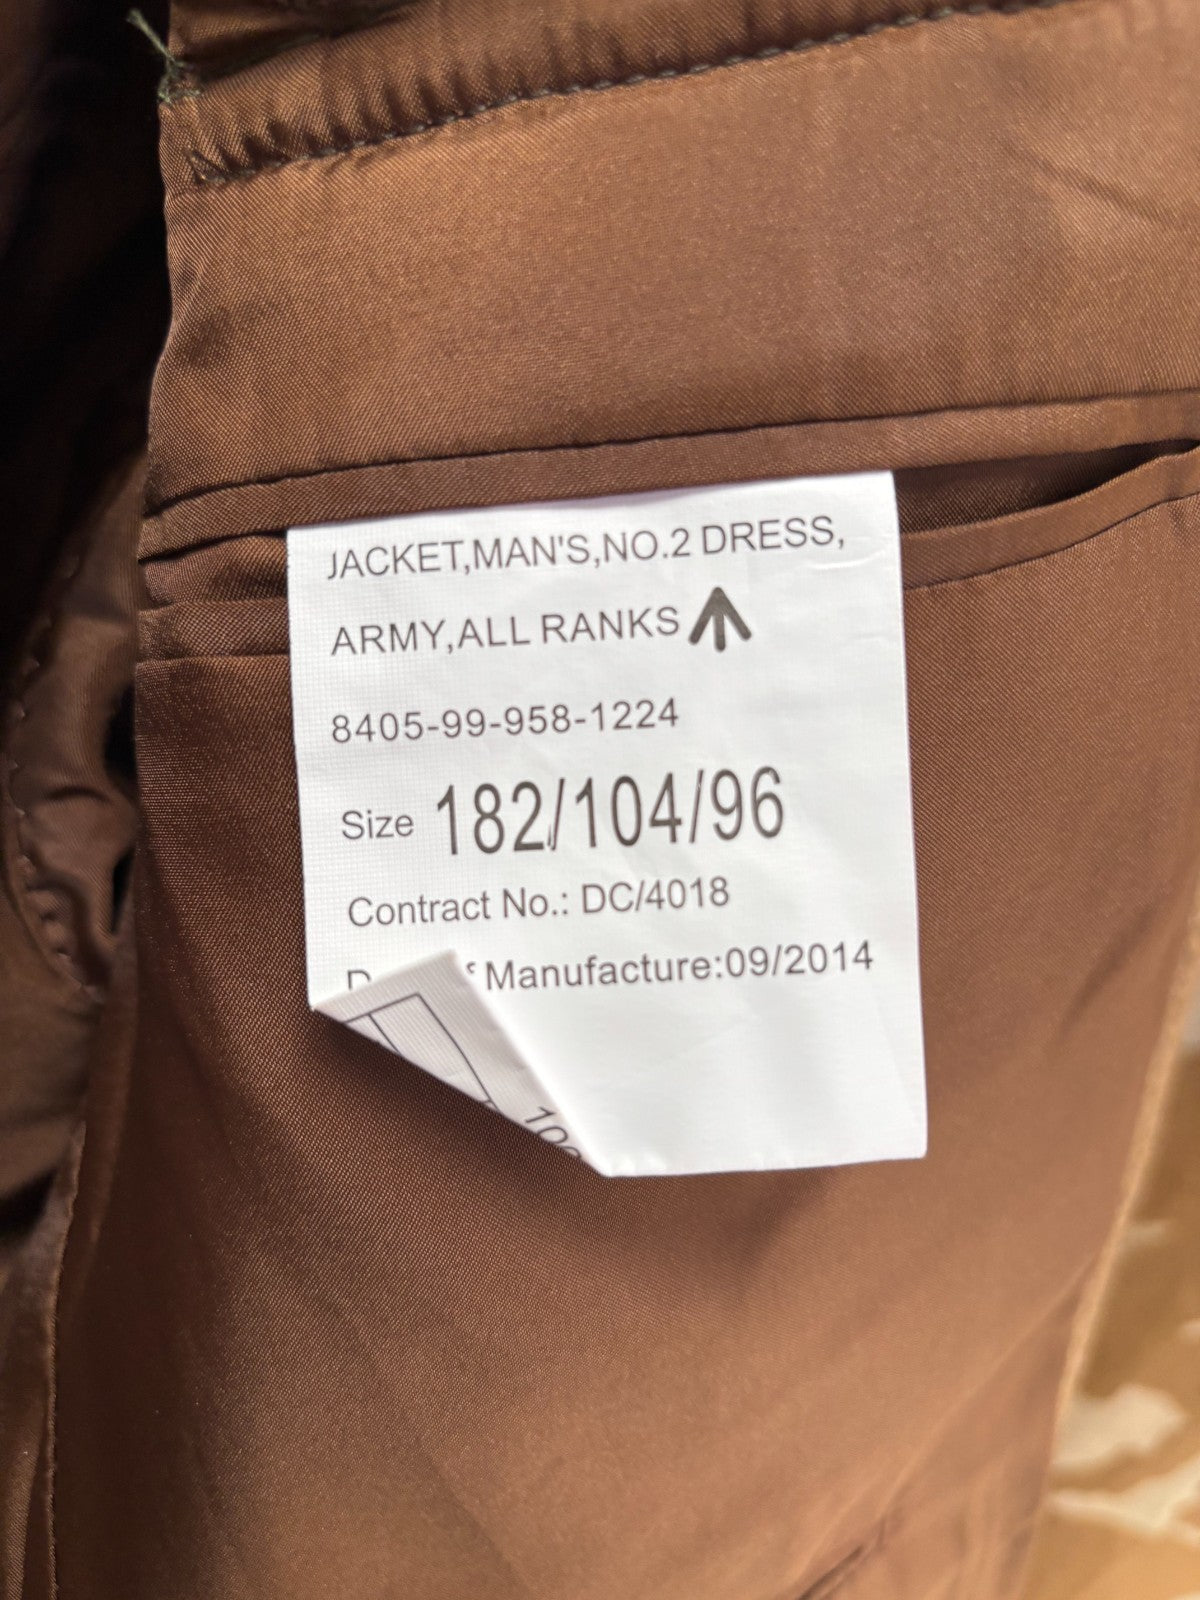 JACKET,MAN'S,NO.2 DRESS,
ARMY,ALL RANKS
8405-99-958-1224
Size 182/104/96
Contract No.: DC/4018
Manufacture:09/2014